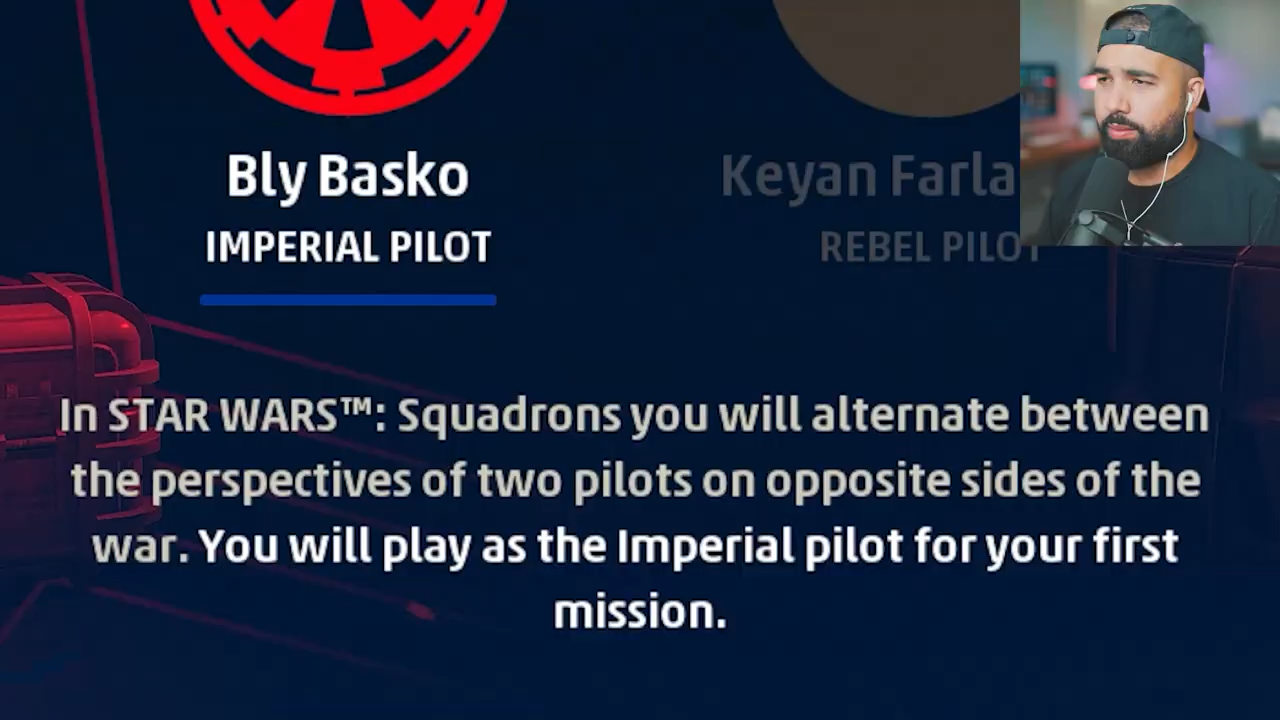 Bly Basko
IMPERIAL PILOT
Keyan
REBEL
In STAR WARS™: Squadrons you will alternate between
the perspectives of two pilots on opposite sides of the
war. You will play as the Imperial pilot for your first
mission.